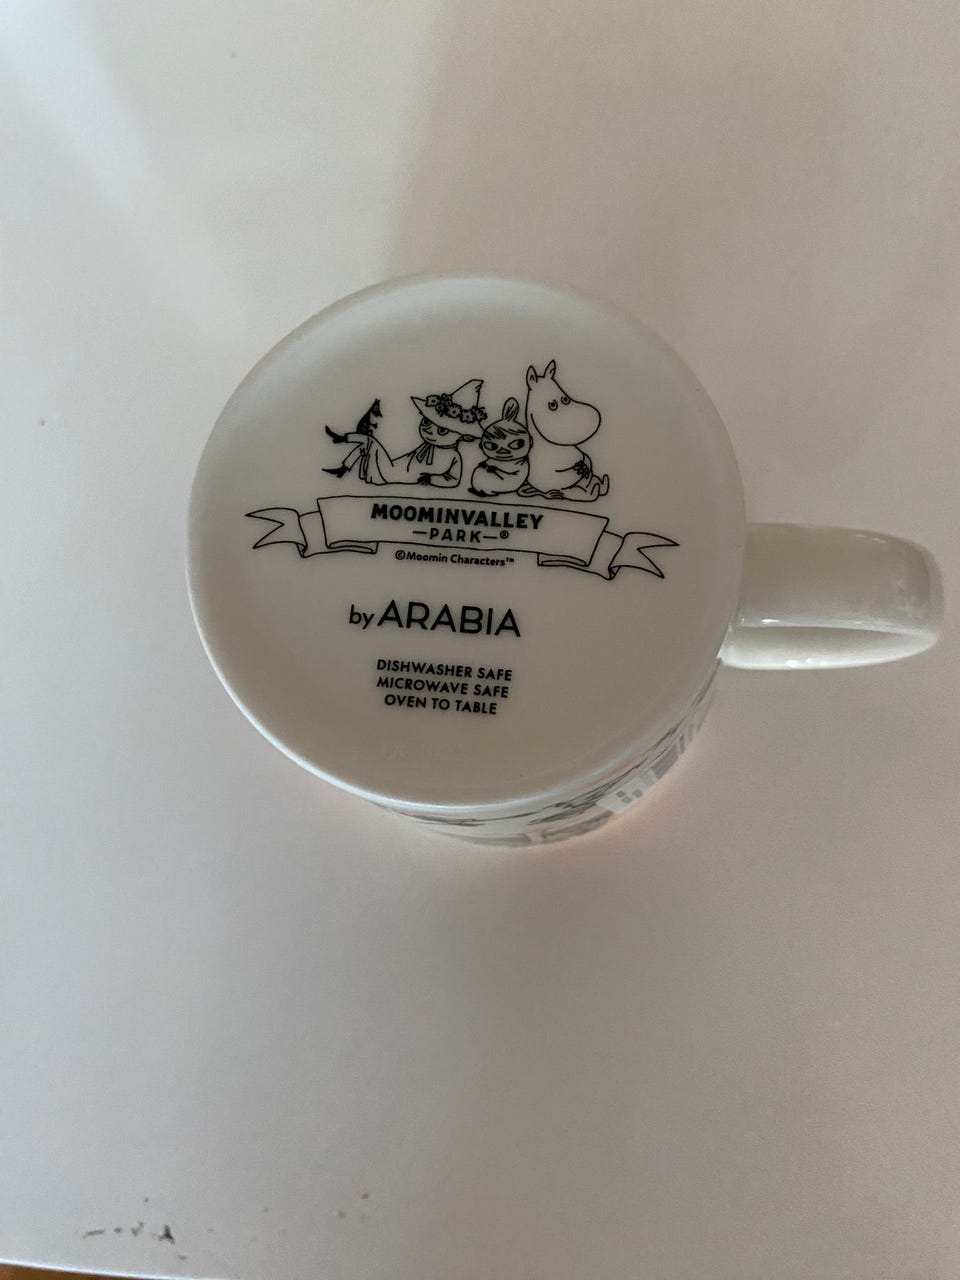 MOOMINVALLEY
—PARK—®
©Moomin Characters™
by ARABIA
DISHWASHER SAFE
MICROWAVE SAFE
OVEN TO TABLE